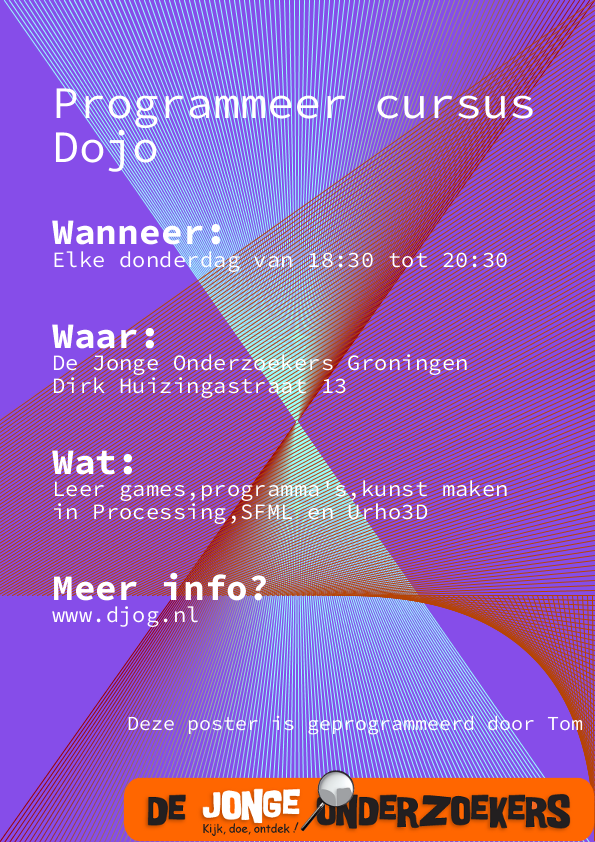 Programmeer cursus
Dojo
Wanneer:
Elke donderdag van 18:30 tot 20:30
Waar:
De Jonge Onderzoekers Groningen
Dirk Huizingastraat 13
Wat:
Leer games,programma's,kunst maken
in Processing,SFML en Urho3D
Meer info?
www.djog.nl
Deze poster is geprogrammeerd door Tom
DE JONGE ONDERZOEKERS
Kijk, doe, ontdek!